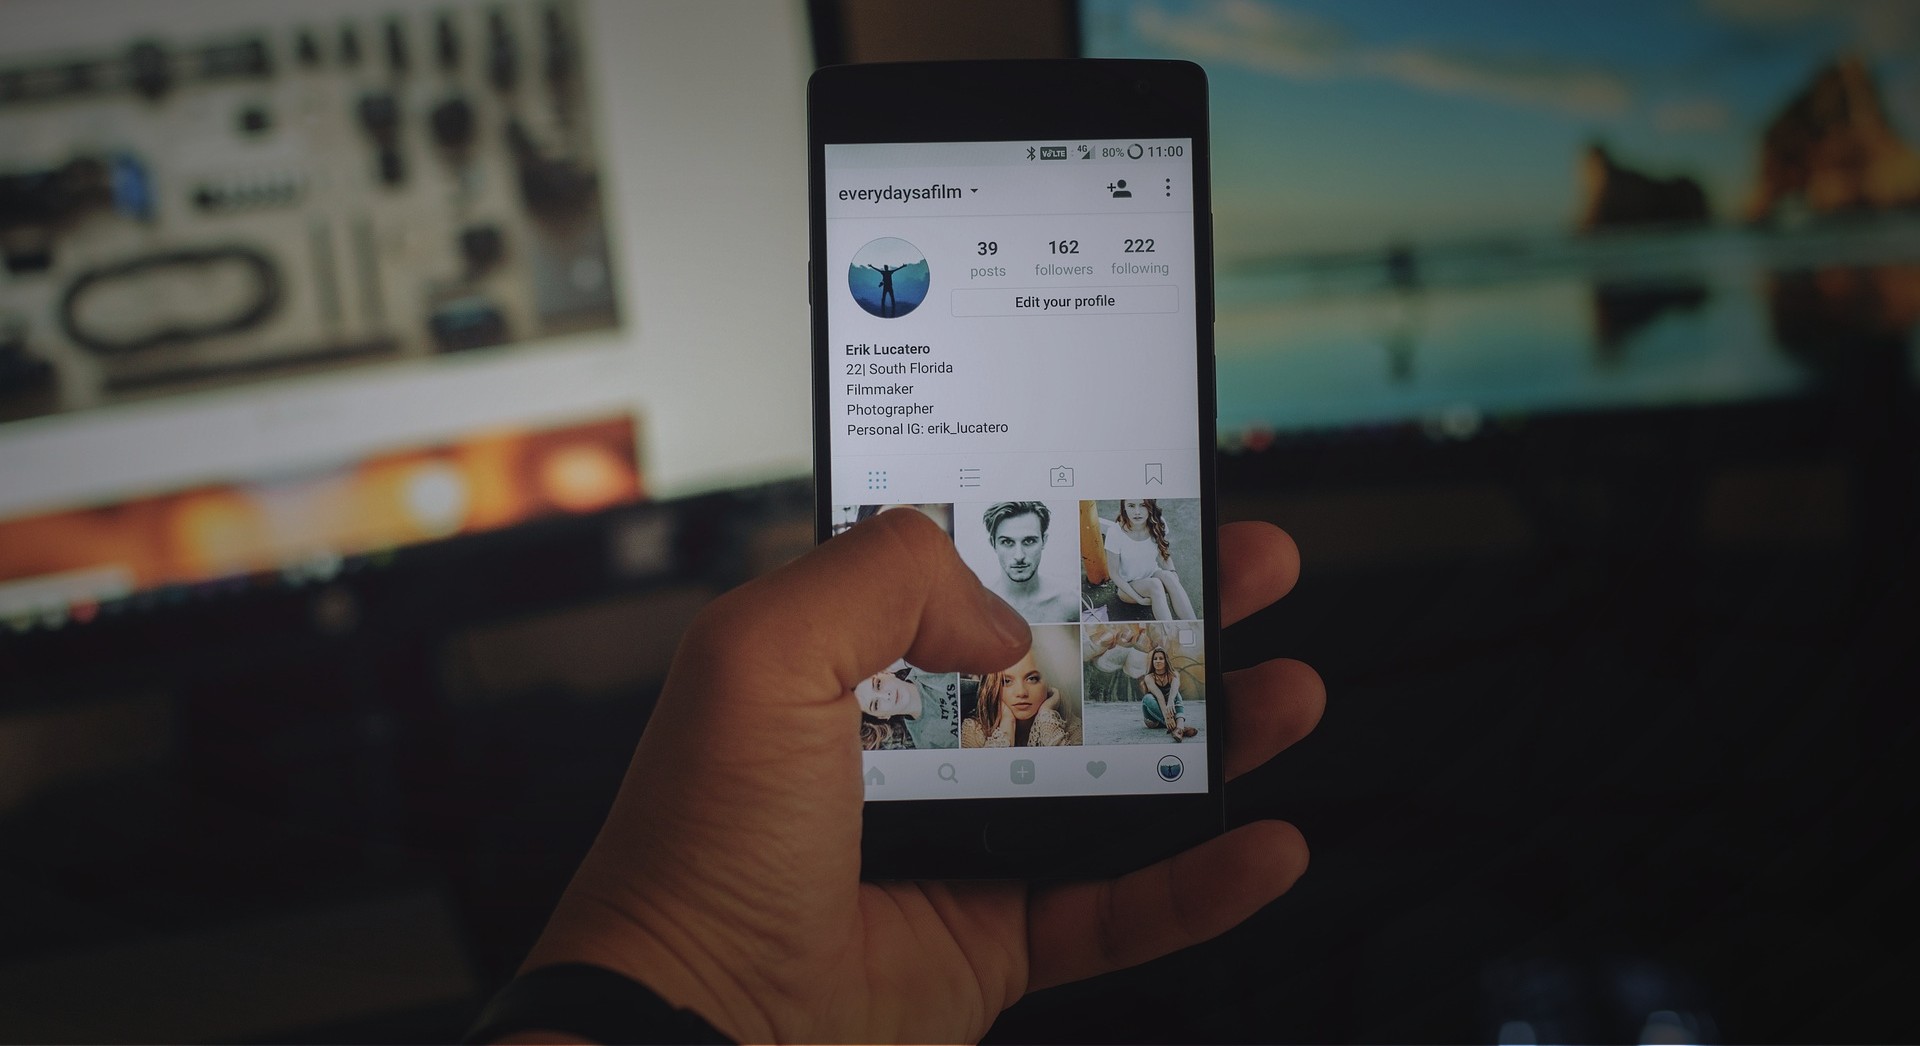 VoLTE 4G 80% 11:00
everydaysafilm
39 162 222
posts followers following
Edit your profile
Erik Lucatero
22| South Florida
Filmmaker
Photographer
Personal IG: erik_lucatero
IT'S
ALWAYS